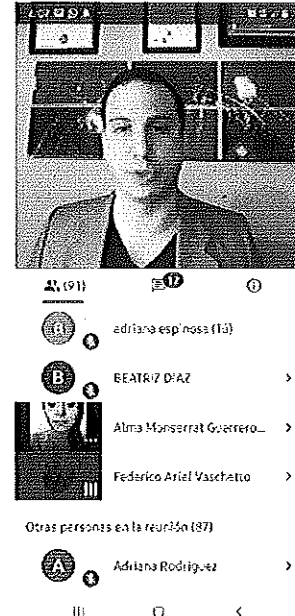 (91)
17
adriana espinosa (Tú)
B
BEATRIZ DIAZ
Alma Monserrat Guerrero...
Federico Ariel Vaschetto
Otras personas en la reunión (87)
A
Adriana Rodriguez